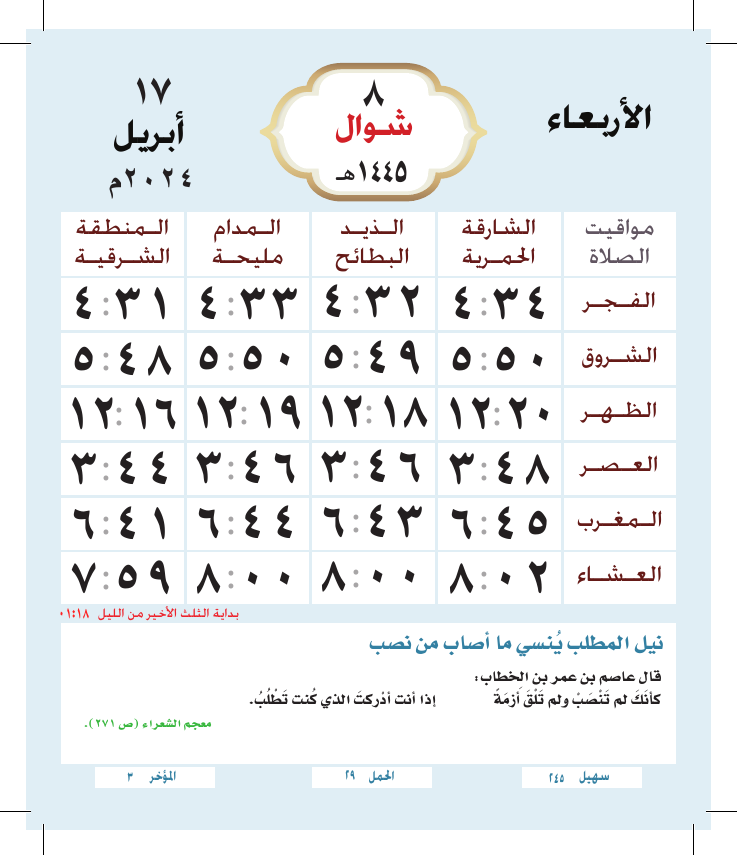 الأربعاء
٨
شوال
١٤٤٥هـ
١٧
أبريل
٢٠٢٤م
مواقيت الصلاة | الشارقة الحمرية | الذيد البطائح | المدام مليحة | المنطقة الشرقية
الفجر | ٤:٣٤ | ٤:٣٢ | ٤:٣٣ | ٤:٣١
الشروق | ٥:٥٠ | ٥:٤٩ | ٥:٥٠ | ٥:٤٨
الظهر | ١٢:٢٠ | ١٢:١٨ | ١٢:١٩ | ١٢:١٦
العصر | ٣:٤٨ | ٣:٤٦ | ٣:٤٦ | ٣:٤٤
المغرب | ٦:٤٥ | ٦:٤٣ | ٦:٤٤ | ٦:٤١
العشاء | ٨:٠٢ | ٨:٠٠ | ٨:٠٠ | ٧:٥٩
بداية الثلث الأخير من الليل ٠١:١٨
نيل المطلب يُنسي ما أصاب من نصب
قال عاصم بن عمر بن الخطاب:
كأنَكَ لم تَنْصَبْ ولم تَلْقَ أزمَةً إذا أنت أدْركتَ الذي كُنت تَطْلُبُ.
معجم الشعراء (ص ٢٧١).
سهيل ٢٤٥
الحمل ٢٩
المؤخر ٣